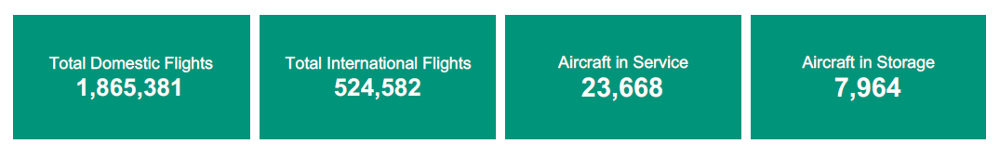 Total Domestic Flights
1,865,381
Total International Flights
524,582
Aircraft in Service
23,668
Aircraft in Storage
7,964